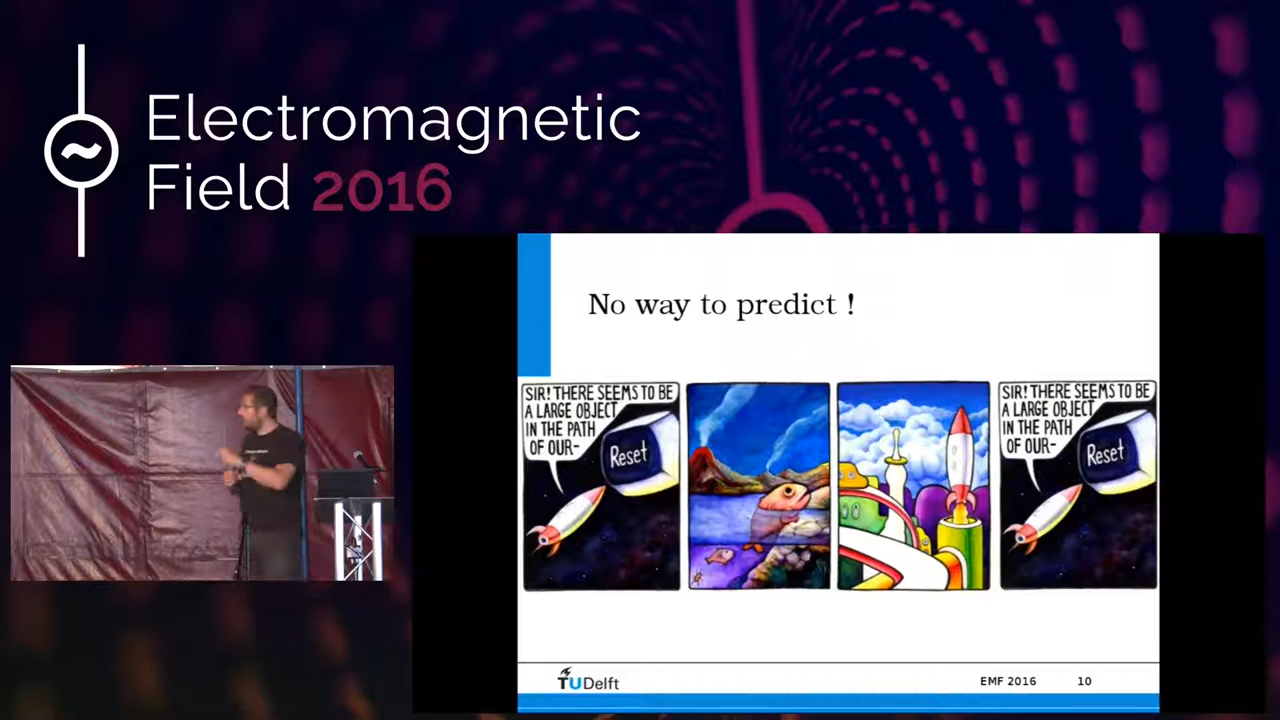 Electromagnetic
Field 2016
No way to predict !
SIR! THERE SEEMS TO BE
A LARGE OBJECT
IN THE PATH
OF OUR-
Reset
SIR! THERE SEEMS TO BE
A LARGE OBJECT
IN THE PATH
OF OUR-
Reset
TUDelft
EMF 2016
10